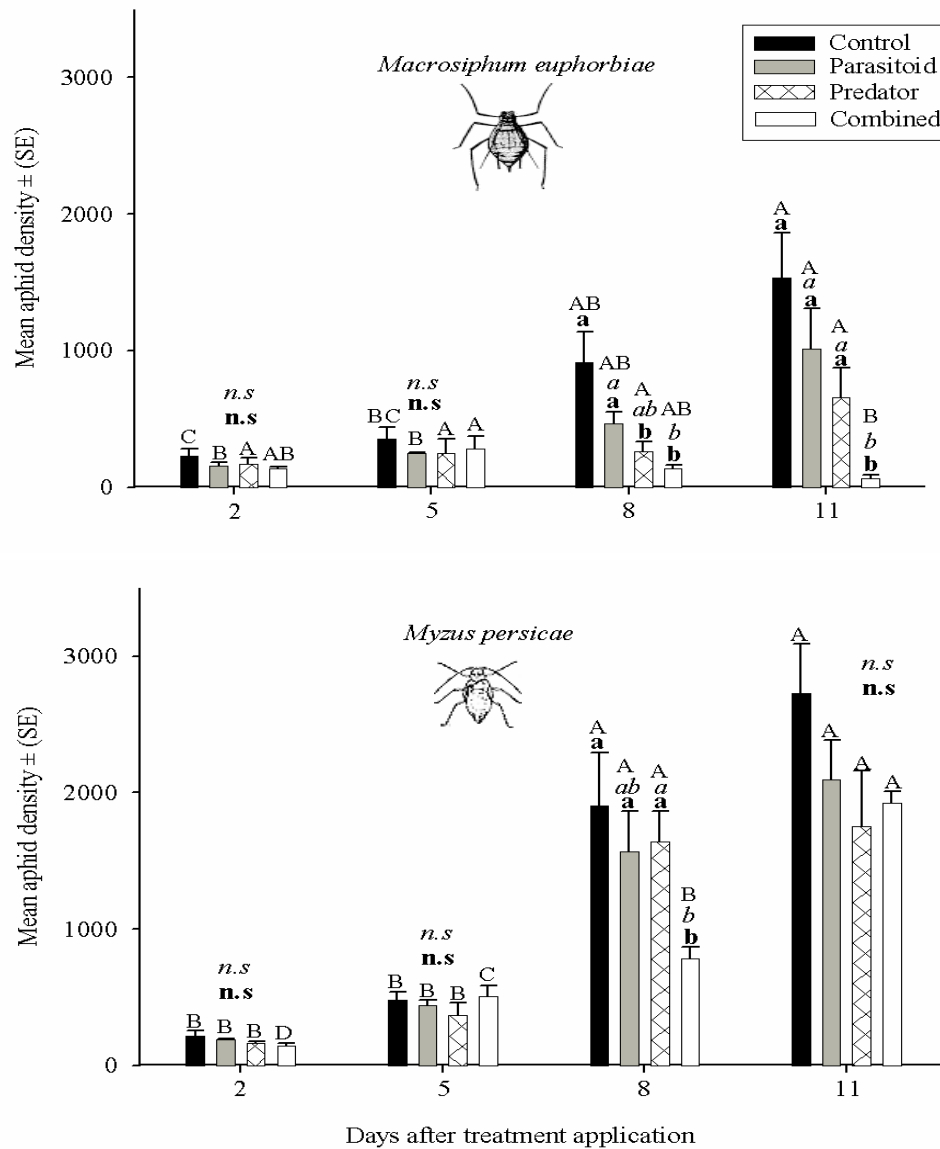 Macrosiphum euphorbiae
Control
Parasitoid
Predator
Combined
Mean aphid density ± (SE)
3000
2000
1000
0
n.s
n.s
C
B
A
AB
n.s
n.s
BC
B
A
A
AB
a
AB
a
a
A
ab
b
AB
b
b
A
a
A
a
a
A
a
a
B
b
b
2
5
8
11
Myzus persicae
Mean aphid density ± (SE)
3000
2000
1000
0
n.s
n.s
B
B
B
D
n.s
n.s
B
B
B
C
A
a
A
ab
a
A
a
a
B
b
b
n.s
n.s
A
A
A
A
2
5
8
11
Days after treatment application